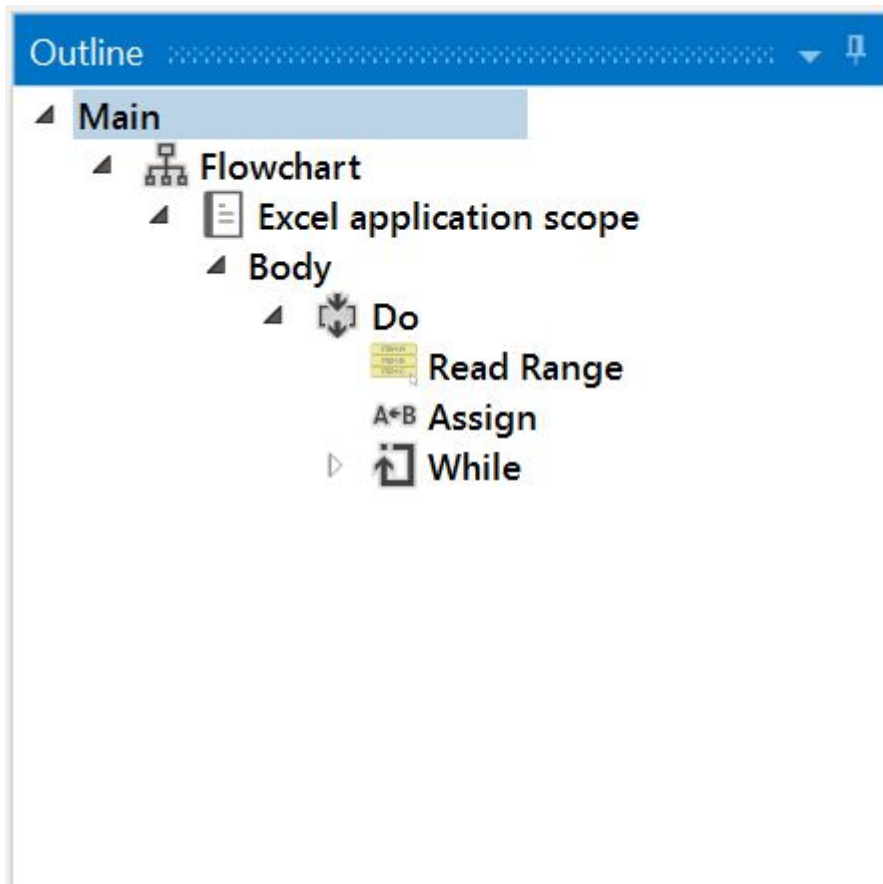 Outline
Main
Flowchart
Excel application scope
Body
Do
Read Range
A←B Assign
While